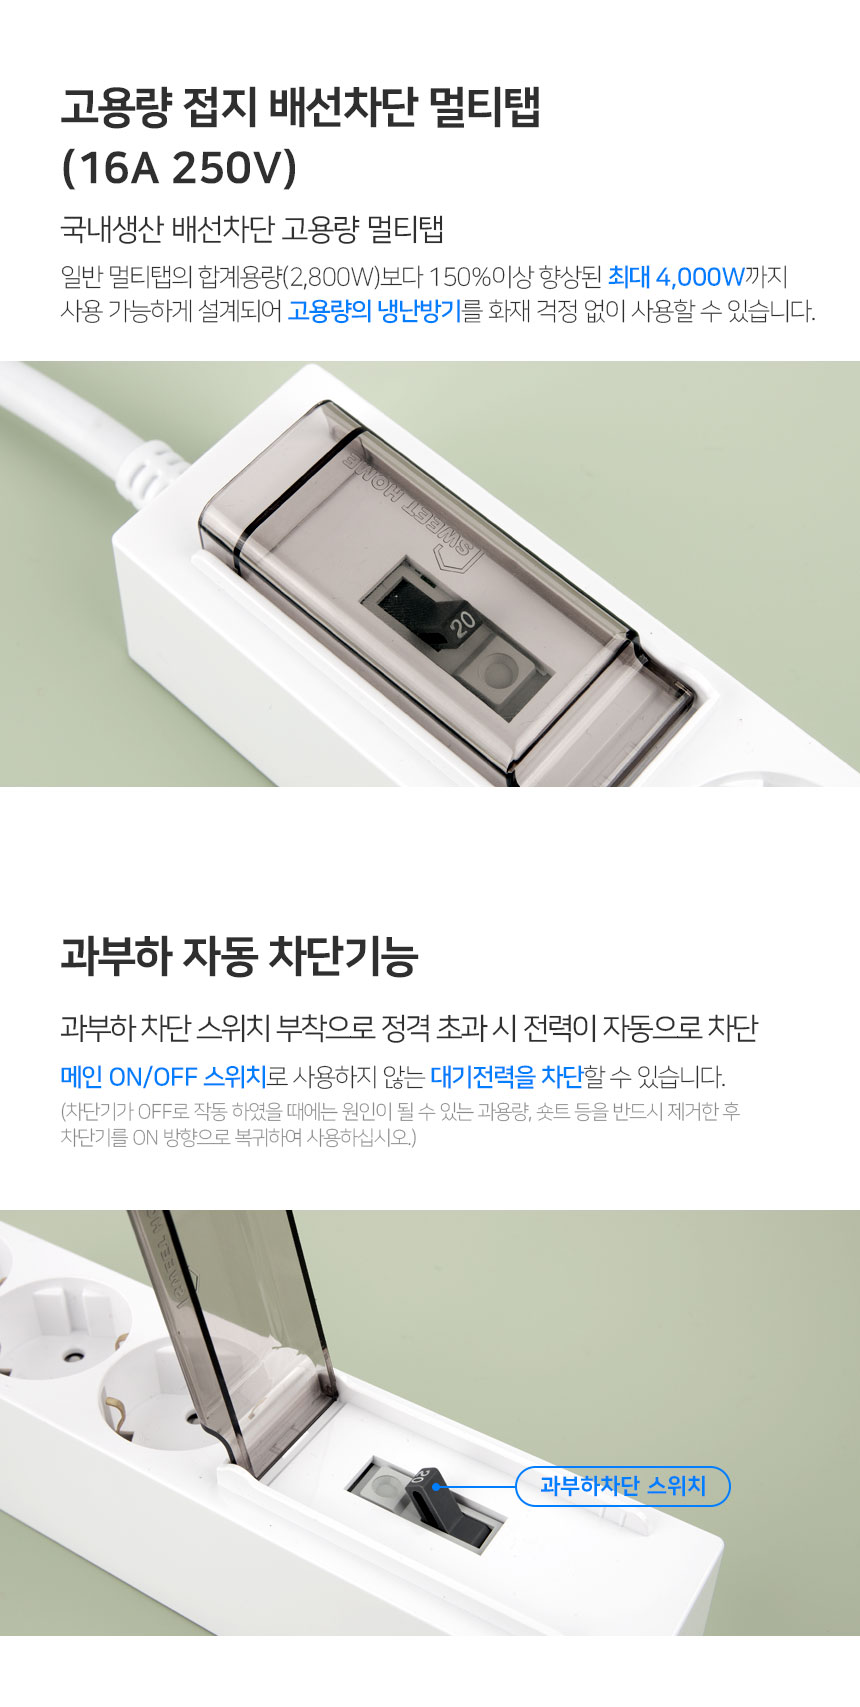 고용량 접지 배선차단 멀티탭
(16A 250V)
국내생산 배선차단 고용량 멀티탭
일반 멀티탭의 합계용량(2,800W)보다 150%이상 향상된 최대 4,000W까지
사용 가능하게 설계되어 고용량의 냉난방기를 화재 걱정 없이 사용할 수 있습니다.
SWEET HOME
20
과부하 자동 차단기능
과부하 차단 스위치 부착으로 정격 초과 시 전력이 자동으로 차단
메인 ON/OFF 스위치로 사용하지 않는 대기전력을 차단할 수 있습니다.
(차단기가 OFF로 작동 하였을 때에는 원인이 될 수 있는 과용량, 숏트 등을 반드시 제거한 후
차단기를 ON 방향으로 복귀하여 사용하십시오.)
SWEET HO
20
과부하차단 스위치